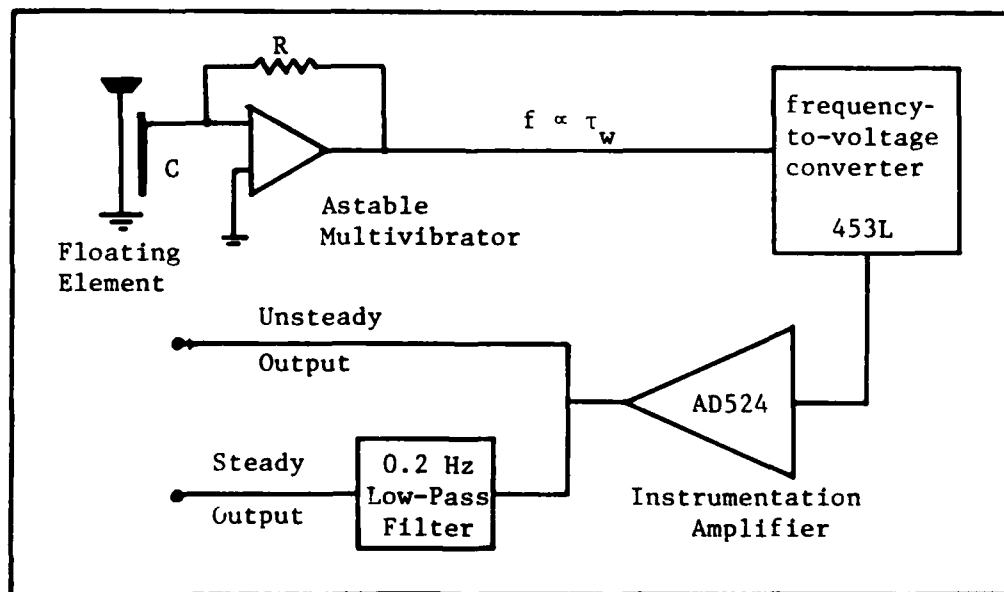 R
f ∝ τw
frequency-
to-voltage
converter
453L
C
Astable
Multivibrator
Floating
Element
Unsteady
Output
AD524
Steady
Output
0.2 Hz
Low-Pass
Filter
Instrumentation
Amplifier